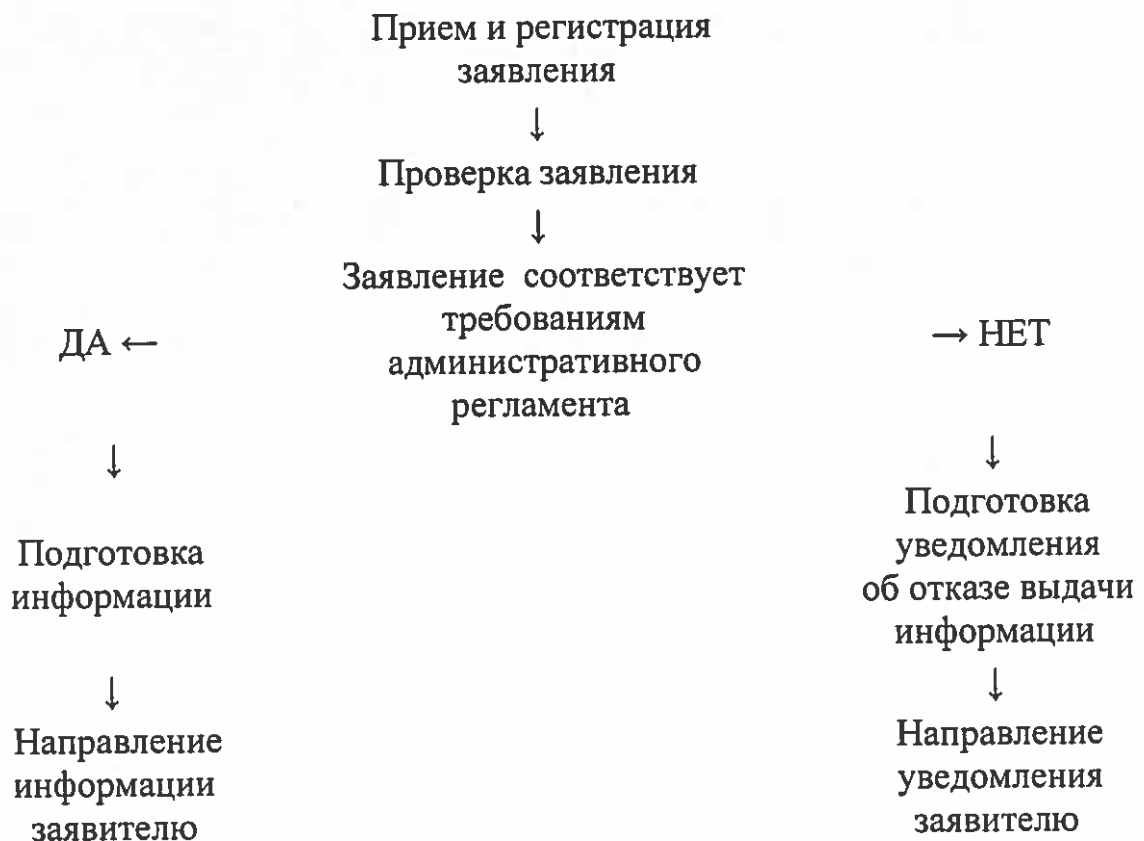 Прием и регистрация
заявления
↓
Проверка заявления
↓
Заявление соответствует
требованиям
административного
регламента
ДА ←
→ НЕТ
↓
Подготовка
информации
↓
Направление
информации
заявителю
↓
Подготовка
уведомления
об отказе выдачи
информации
↓
Направление
уведомления
заявителю